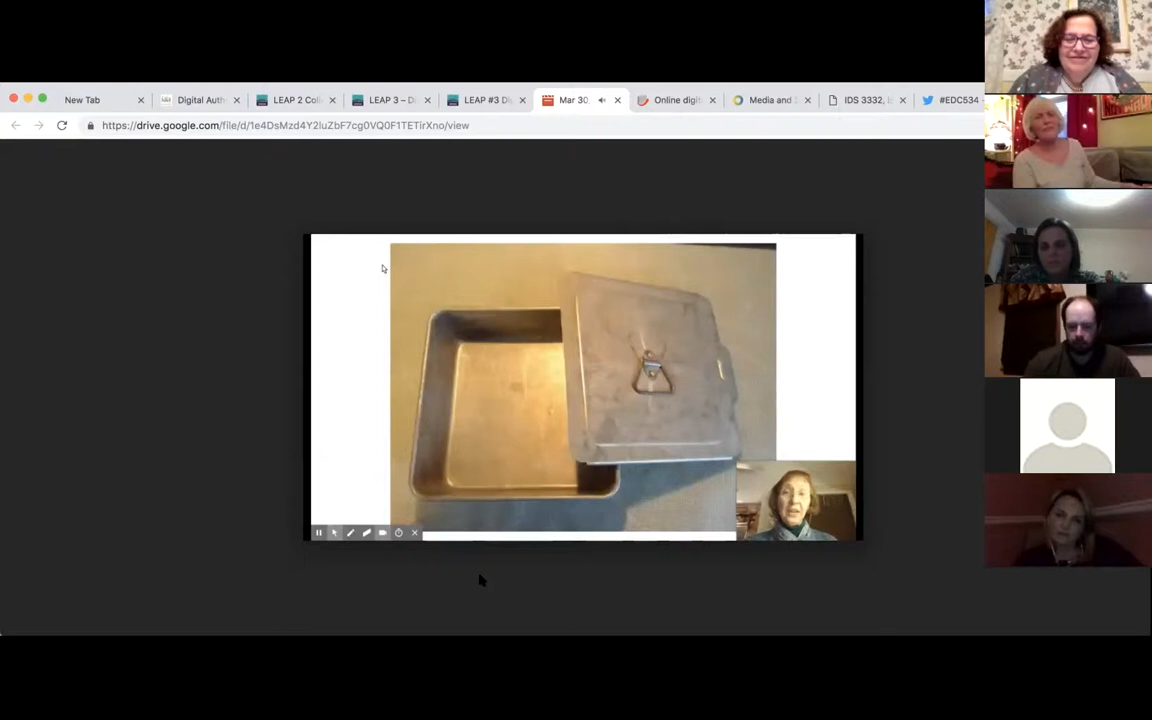 New Tab
Digital Auth
LEAP 2 Coll
LEAP 3 – D
LEAP #3 Di
Mar 30,
Online digit
Media and
IDS 3332, I
#EDC534
https://drive.google.com/file/d/1e4DsMzd4Y2luZbF7cg0VQ0F1TETirXno/view